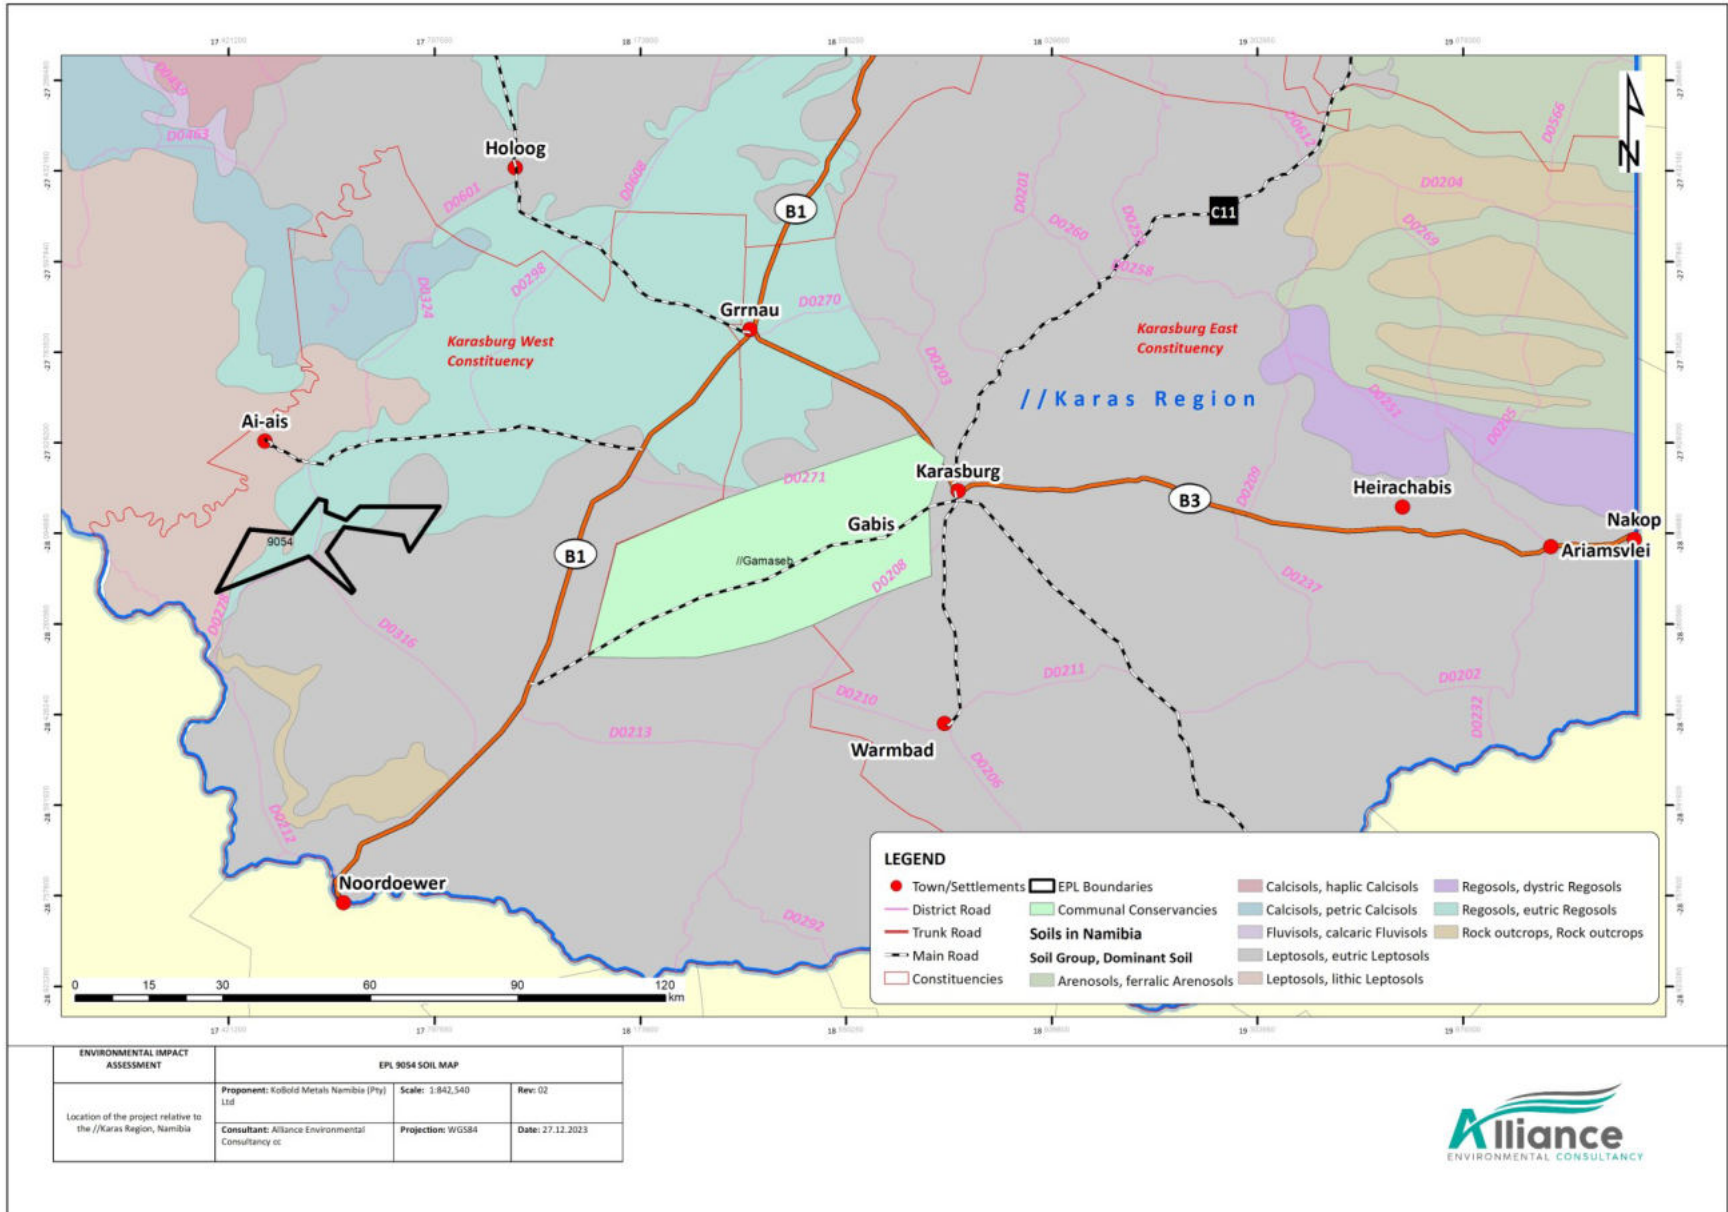 D0459
D0463
Holoog
D0601
D0608
B1
D0201
D0260
D0259
D0258
C11
D0612
D0566
D0204
D0269
N
D0324
D0298
D0270
Grrnau
Karasburg West
Constituency
D0203
Karasburg East
Constituency
//Karas Region
D0252
D0205
Ai-ais
D0271
Karasburg
D0209
B3
Heirachabis
Nakop
Ariamsvlei
9054
B1
Gabis
//Gamaseb
D0208
D0237
D0278
D0316
D0210
D0211
D0202
D0232
D0213
Warmbad
D0206
D0212
Noordoewer
D0292
0 15 30 60 90 120
km
LEGEND
Town/Settlements
District Road
Trunk Road
Main Road
Constituencies
EPL Boundaries
Communal Conservancies
Soils in Namibia
Soil Group, Dominant Soil
Arenosols, ferralic Arenosols
Calcisols, haplic Calcisols
Calcisols, petric Calcisols
Fluvisols, calcaric Fluvisols
Leptosols, eutric Leptosols
Leptosols, lithic Leptosols
Regosols, dystric Regosols
Regosols, eutric Regosols
Rock outcrops, Rock outcrops
ENVIRONMENTAL IMPACT
ASSESSMENT
EPL 9054 SOIL MAP
Location of the project relative to
the //Karas Region, Namibia
Proponent: KoBold Metals Namibia (Pty)
Ltd
Scale: 1:842,540
Rev: 02
Consultant: Alliance Environmental
Consultancy cc
Projection: WGS84
Date: 27.12.2023
Alliance
ENVIRONMENTAL CONSULTANCY